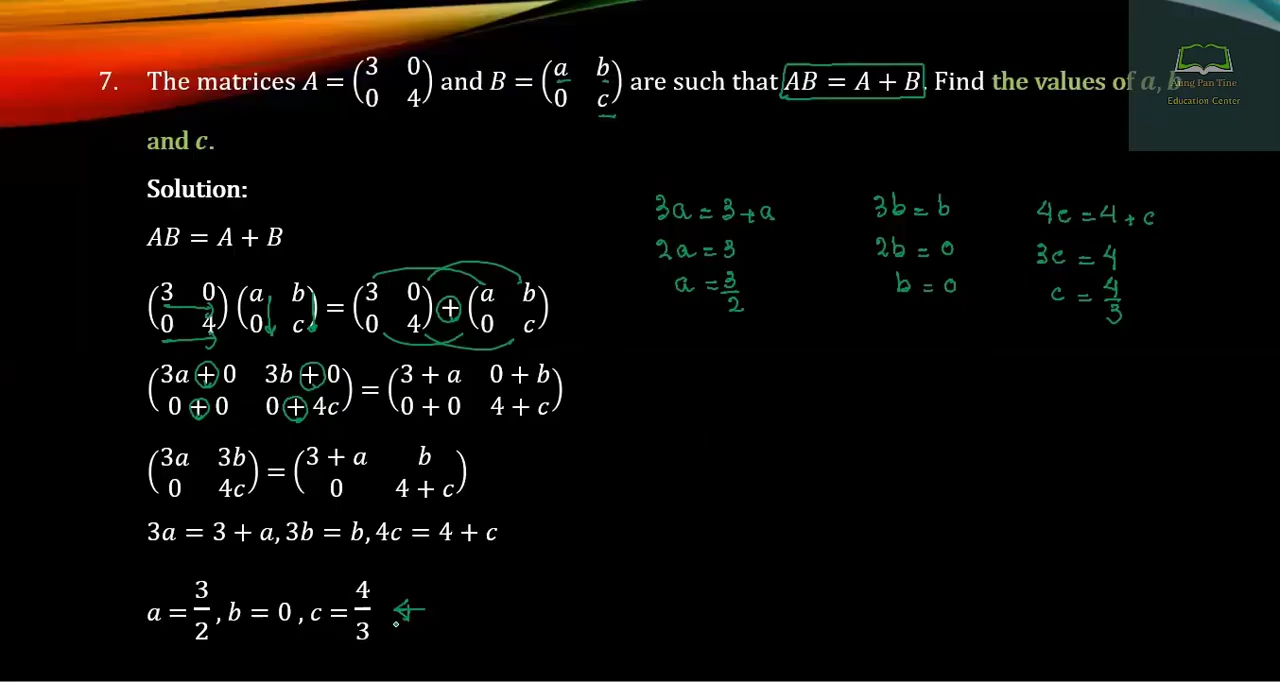 7. The matrices A = (3 0 0 4) and B = (a b 0 c) are such that AB = A + B. Find the values of a, b
and c.
Pan Tine
Education Center
Solution:
AB = A + B
(3 0 0 4)(a b 0 c) = (3 0 0 4) + (a b 0 c)
(3a + 0 3b + 0 0 + 0 0 + 4c) = (3 + a 0 + b 0 + 0 4 + c)
(3a 3b 0 4c) = (3 + a b 0 4 + c)
3a = 3 + a, 3b = b, 4c = 4 + c
a = 3/2, b = 0, c = 4/3
3a = 3 + a
2a = 3
a = 3/2
3b = b
2b = 0
b = 0
4c = 4 + c
3c = 4
c = 4/3